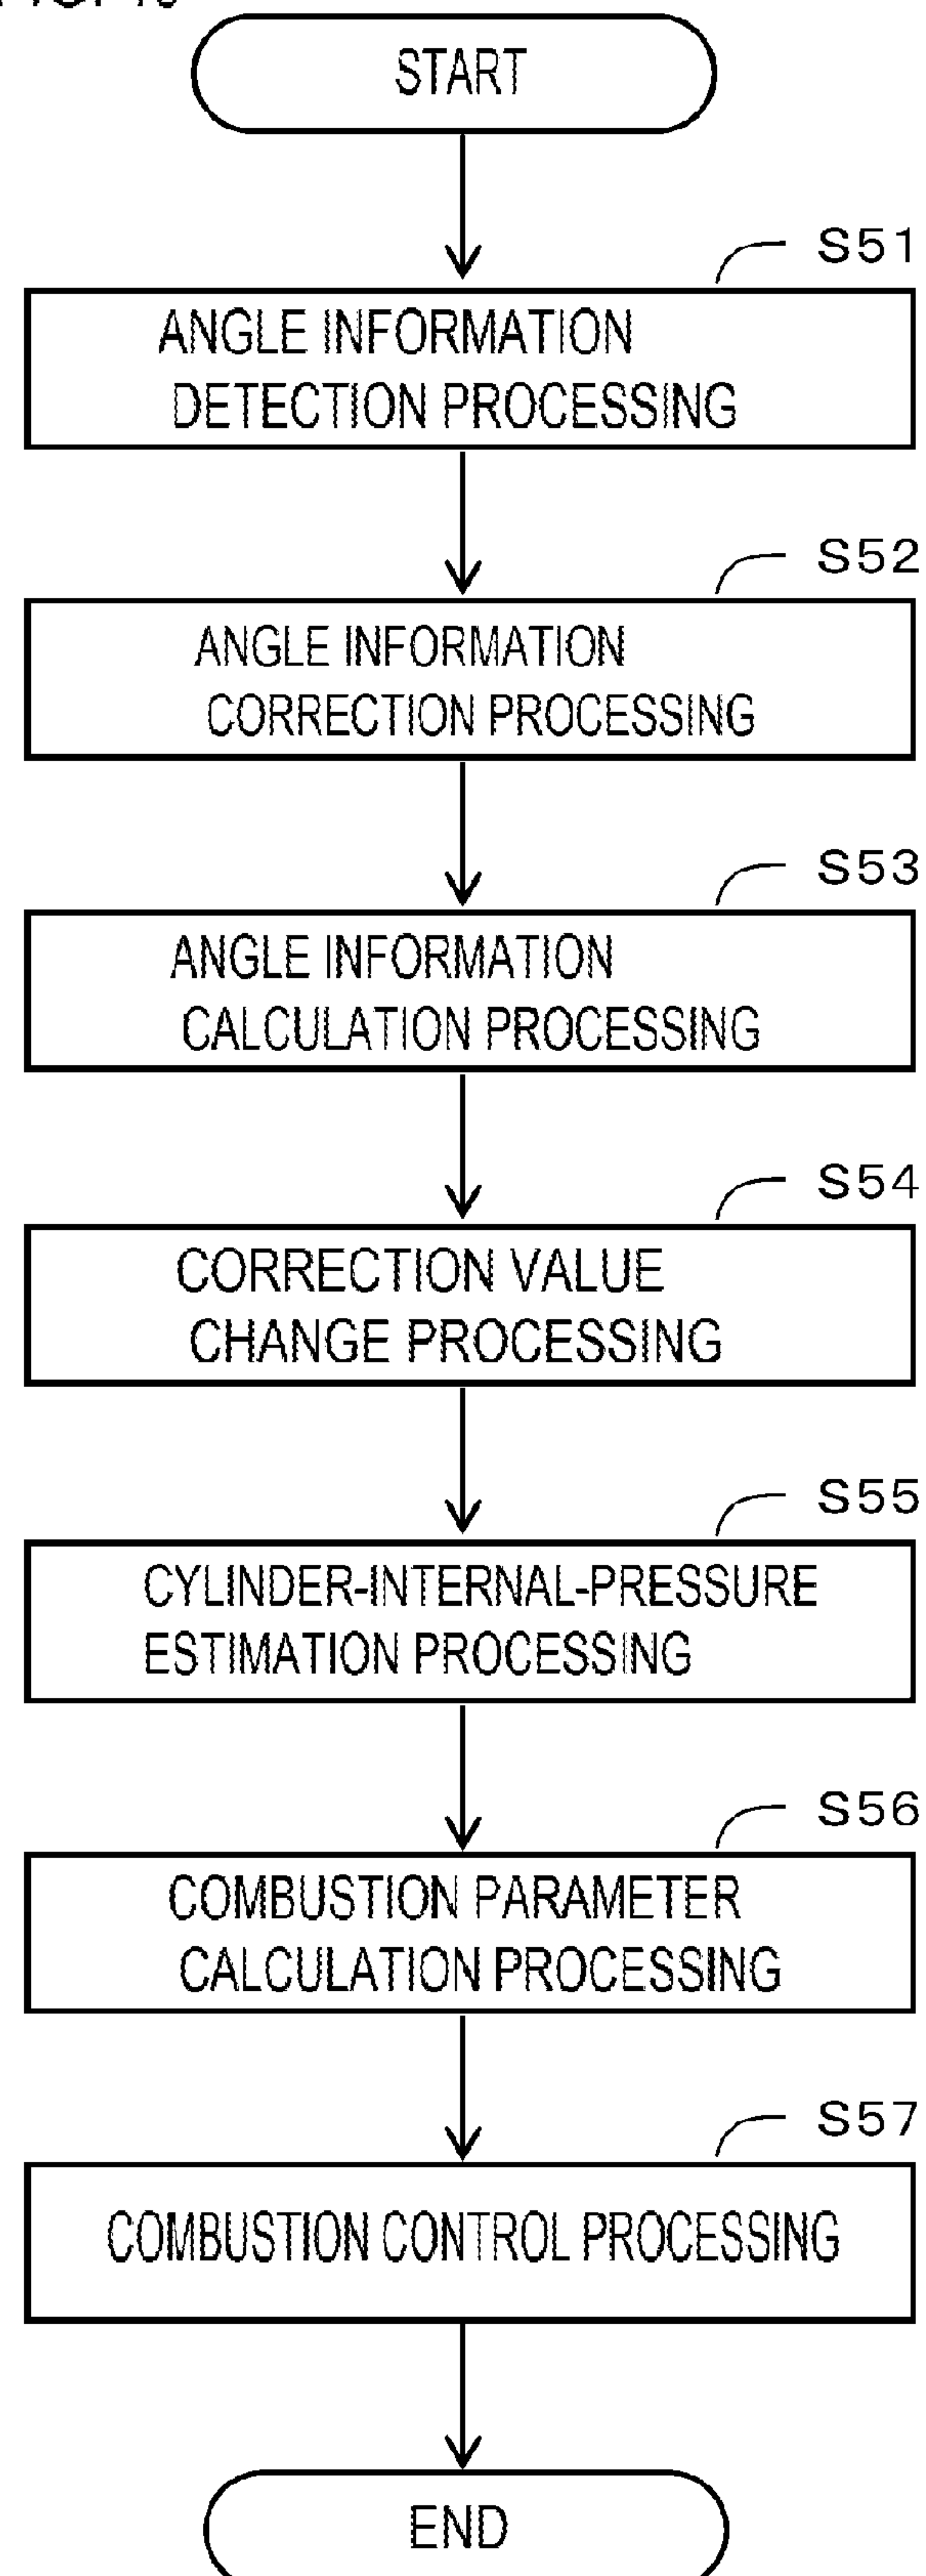 START
S51
ANGLE INFORMATION
DETECTION PROCESSING
S52
ANGLE INFORMATION
CORRECTION PROCESSING
S53
ANGLE INFORMATION
CALCULATION PROCESSING
S54
CORRECTION VALUE
CHANGE PROCESSING
S55
CYLINDER-INTERNAL-PRESSURE
ESTIMATION PROCESSING
S56
COMBUSTION PARAMETER
CALCULATION PROCESSING
S57
COMBUSTION CONTROL PROCESSING
END